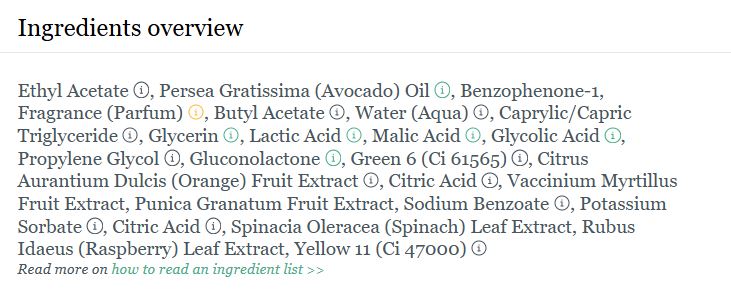 Ingredients overview
Ethyl Acetate, Persea Gratissima (Avocado) Oil, Benzophenone-1,
Fragrance (Parfum), Butyl Acetate, Water (Aqua), Caprylic/Capric
Triglyceride, Glycerin, Lactic Acid, Malic Acid, Glycolic Acid,
Propylene Glycol, Gluconolactone, Green 6 (Ci 61565), Citrus
Aurantium Dulcis (Orange) Fruit Extract, Citric Acid, Vaccinium Myrtillus
Fruit Extract, Punica Granatum Fruit Extract, Sodium Benzoate, Potassium
Sorbate, Citric Acid, Spinacia Oleracea (Spinach) Leaf Extract, Rubus
Idaeus (Raspberry) Leaf Extract, Yellow 11 (Ci 47000)
Read more on how to read an ingredient list >>